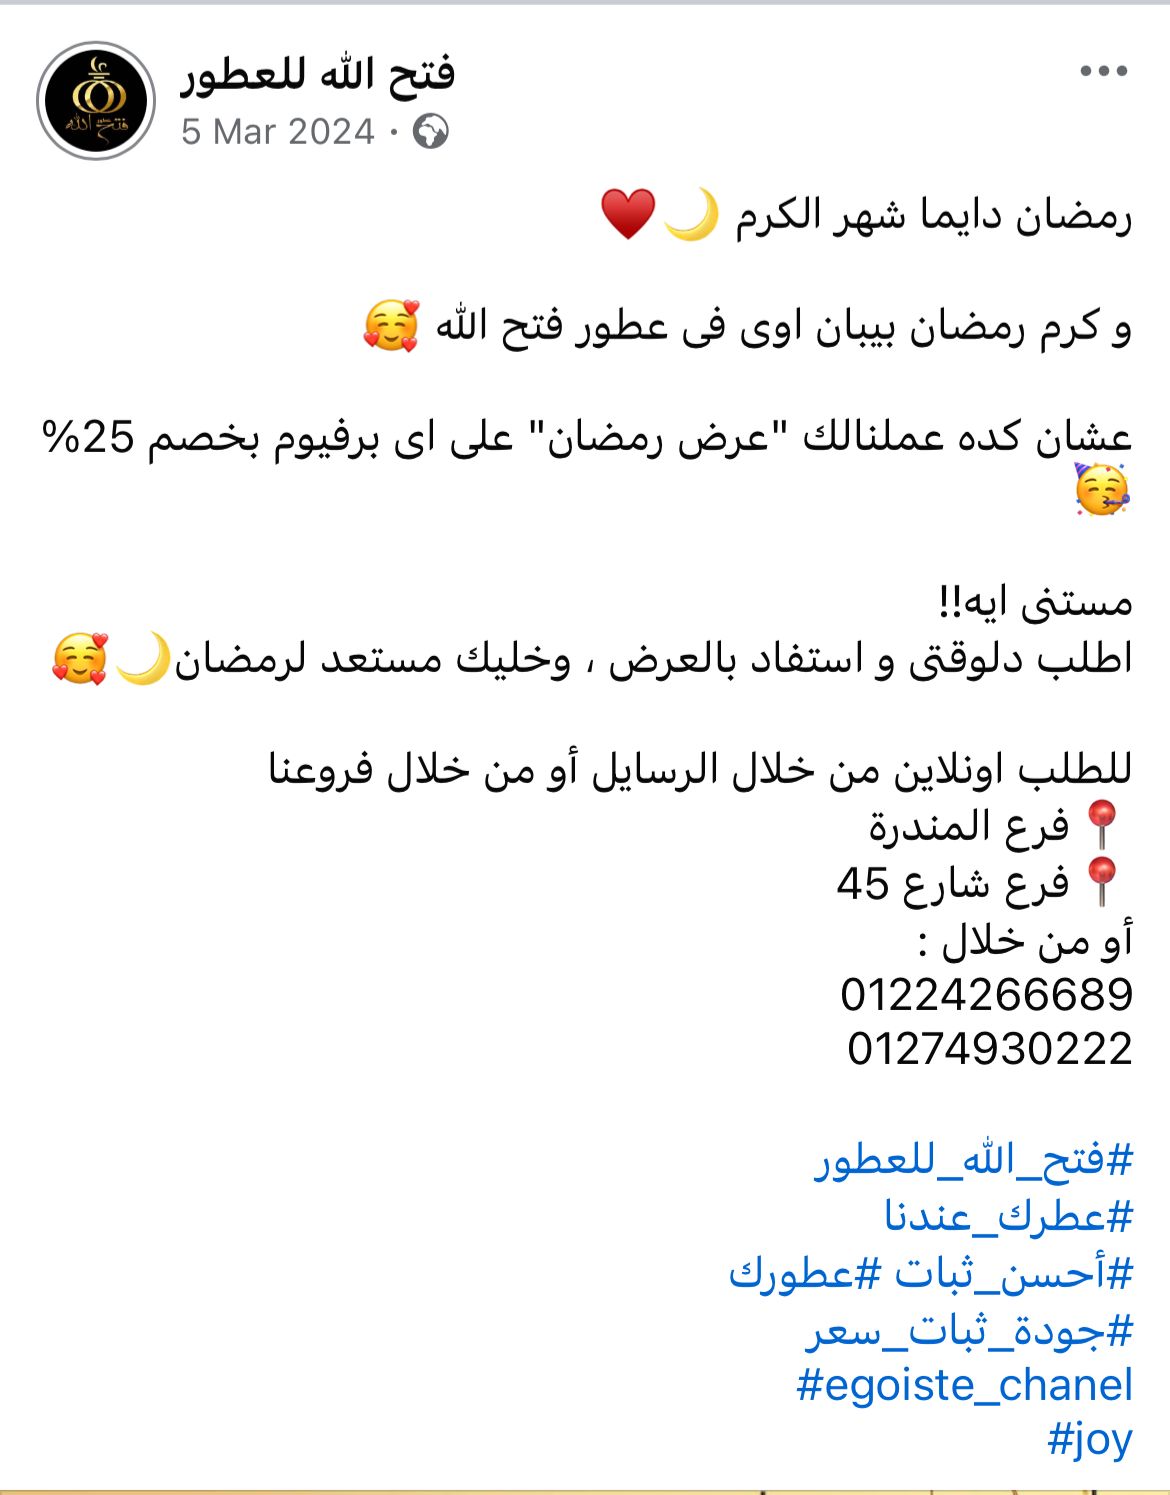 فتح الله للعطور
5 Mar 2024 ·
رمضان دايما شهر الكرم 🌙♥️
و كرم رمضان بيبان اوى فى عطور فتح الله 🥰
عشان كده عملنالك "عرض رمضان" على اى برفيوم بخصم 25%
🥳
مستنى ايه!!
اطلب دلوقتى و استفاد بالعرض ، وخليك مستعد لرمضان🌙🥰
للطلب اونلاين من خلال الرسايل أو من خلال فروعنا
📍 فرع المندرة
📍 فرع شارع 45
أو من خلال :
01224266689
01274930222
#فتح_الله_للعطور
#عطرك_عندنا
#أحسن_ثبات #عطورك
#جودة_ثبات_سعر
#egoiste_chanel
#joy